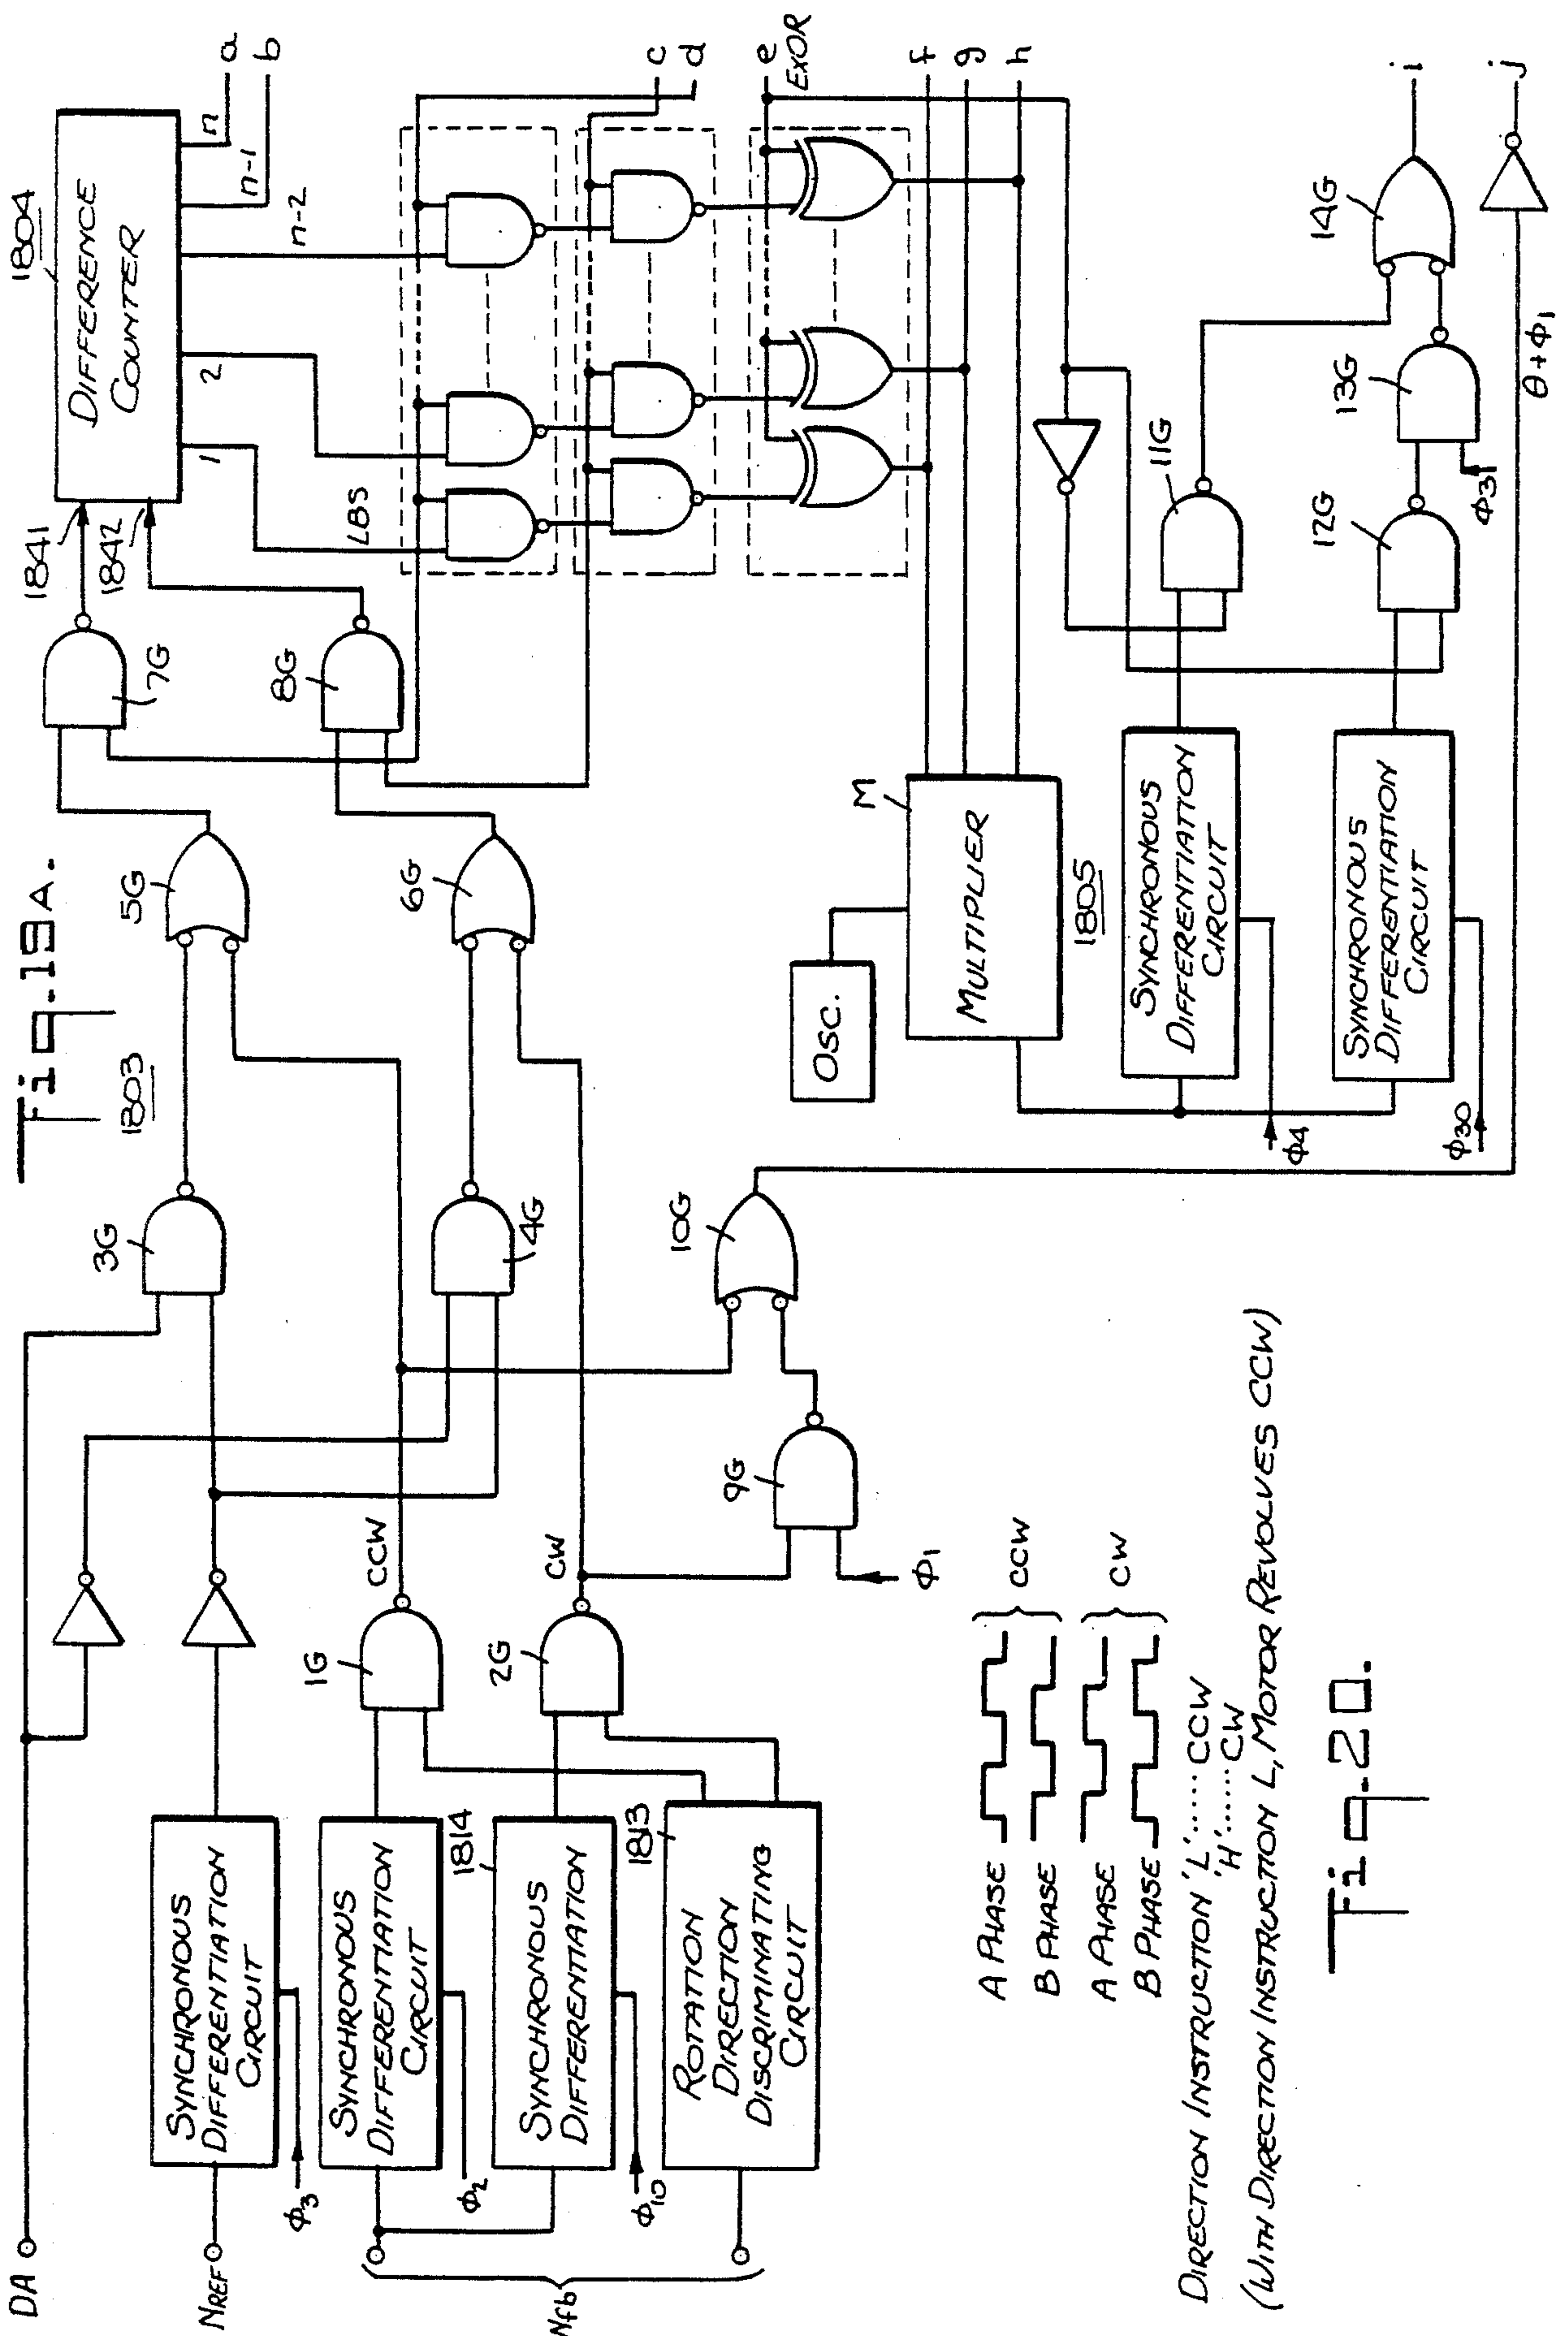 Fig. 19A.
DA
NREF
Nfb
SYNCHRONOUS
DIFFERENTIATION
CIRCUIT
ϕ3
SYNCHRONOUS
DIFFERENTIATION
CIRCUIT
ϕ2
1814
SYNCHRONOUS
DIFFERENTIATION
ϕ10
1813
ROTATION
DIRECTION
DISCRIMINATING
CIRCUIT
1G
CCW
2G
CW
3G
1803
4G
5G
6G
7G
8G
9G
ϕ1
10G
1841
1842
1804
DIFFERENCE
COUNTER
1
2
n-2
n-1
n
a
b
LBS
c
d
e
EXOR
f
g
h
OSC.
M
MULTIPLIER
1805
SYNCHRONOUS
DIFFERENTIATION
CIRCUIT
ϕ4
SYNCHRONOUS
DIFFERENTIATION
CIRCUIT
ϕ30
11G
12G
13G
ϕ31
14G
i
θ+ϕ1
j
A PHASE
B PHASE
CCW
A PHASE
B PHASE
CW
DIRECTION INSTRUCTION 'L'.....CCW
'H'......CW
(WITH DIRECTION INSTRUCTION L, MOTOR REVOLVES CCW)
Fig. 20.